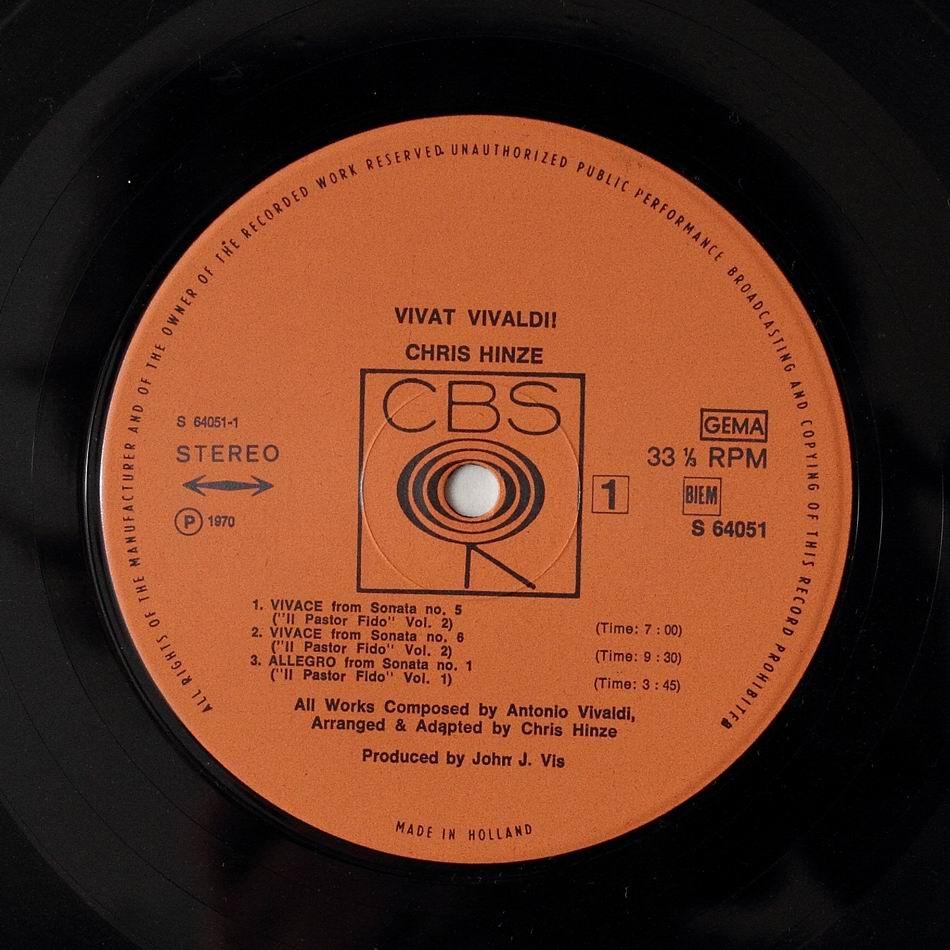 ALL RIGHTS OF THE MANUFACTURER AND OF THE OWNER OF THE RECORDED WORK RESERVED. UNAUTHORIZED PUBLIC PERFORMANCE BROADCASTING AND COPYING OF THIS RECORD PROHIBITED
VIVAT VIVALDI!
CHRIS HINZE
CBS
S 64051-1
STEREO
P 1970
GEMA
33 ⅓ RPM
1
BIEM
S 64051
1. VIVACE from Sonata no. 5
(''Il Pastor Fido'' Vol. 2) (Time: 7 : 00)
2. VIVACE from Sonata no. 6
(''Il Pastor Fido'' Vol. 2) (Time: 9 : 30)
3. ALLEGRO from Sonata no. 1
(''Il Pastor Fido'' Vol. 1) (Time: 3 : 45)
All Works Composed by Antonio Vivaldi,
Arranged & Adapted by Chris Hinze
Produced by John J. Vis
MADE IN HOLLAND